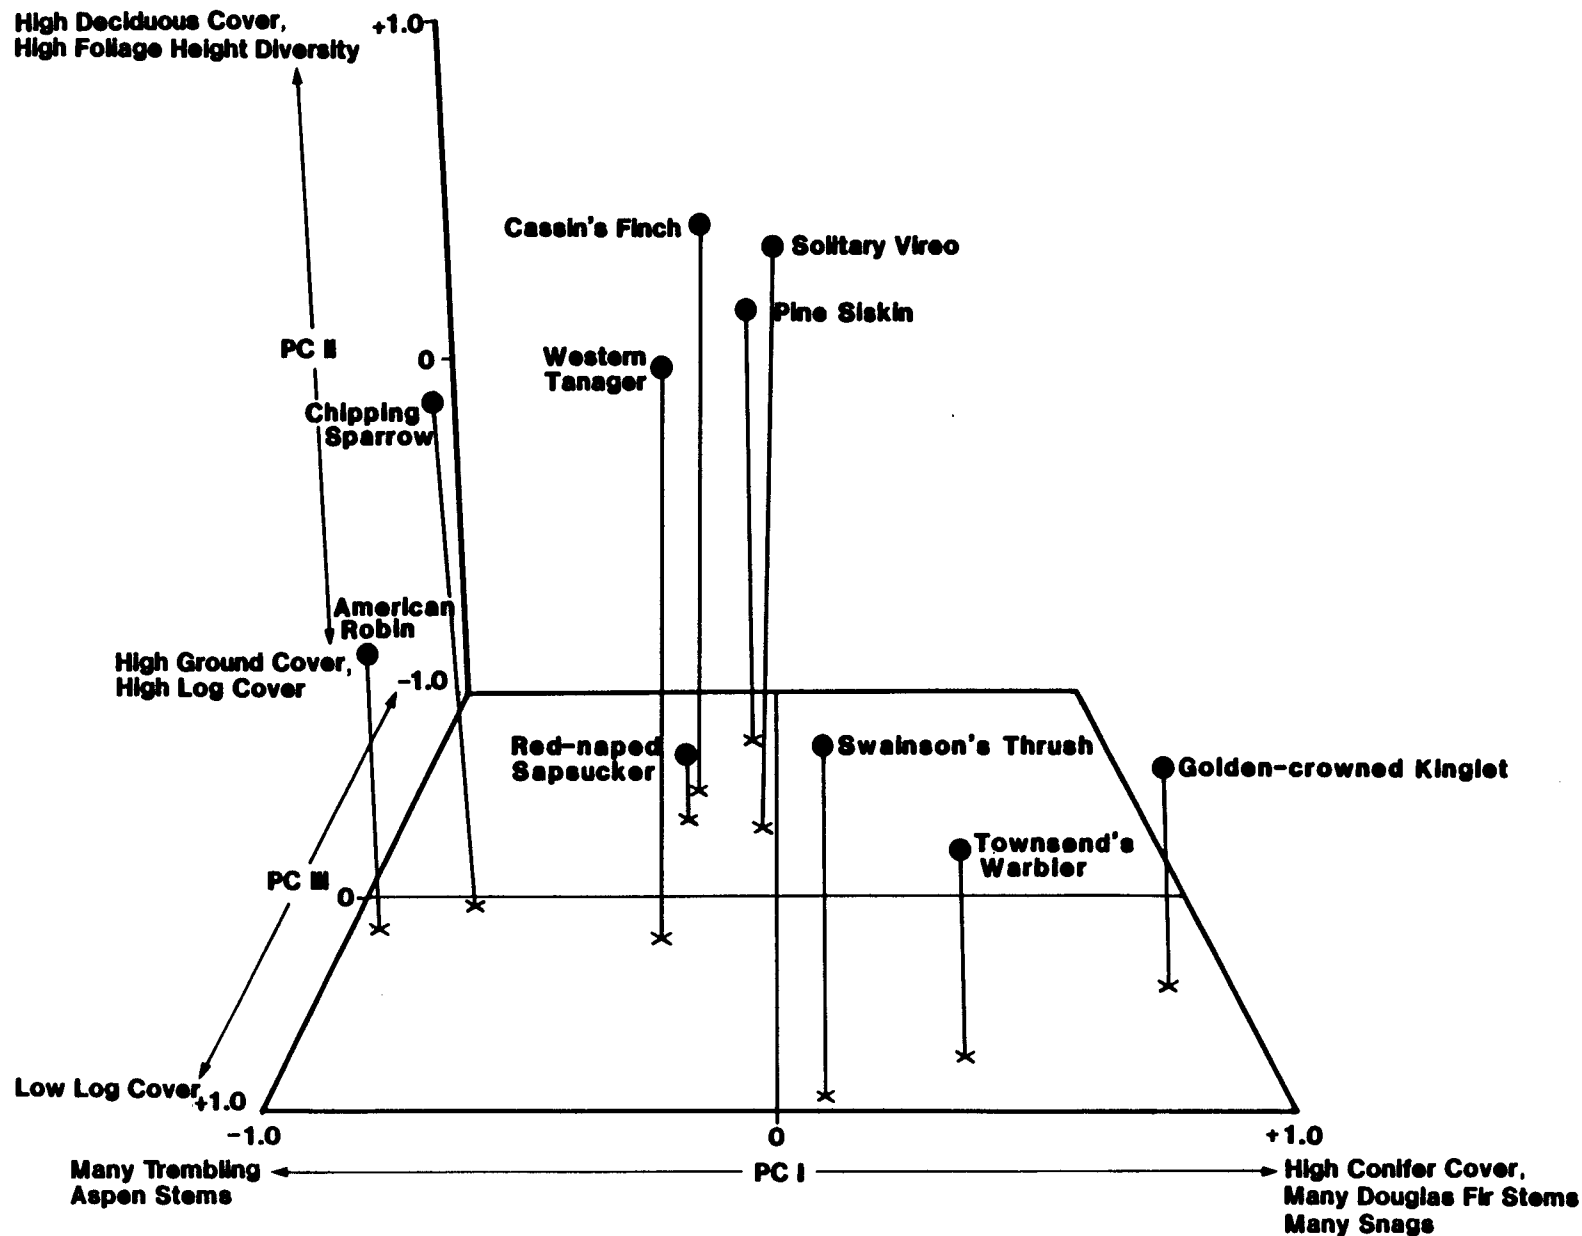 High Deciduous Cover,
High Foliage Height Diversity
+1.0
Cassin's Finch
Solitary Vireo
Pine Siskin
PC II
0
Western
Tanager
Chipping
Sparrow
American
Robin
High Ground Cover,
High Log Cover
-1.0
Red-naped
Sapsucker
Swainson's Thrush
Golden-crowned Kinglet
Townsend's
Warbler
PC III
0
Low Log Cover
+1.0
-1.0
0
+1.0
Many Trembling
Aspen Stems
PC I
High Conifer Cover,
Many Douglas Fir Stems
Many Snags